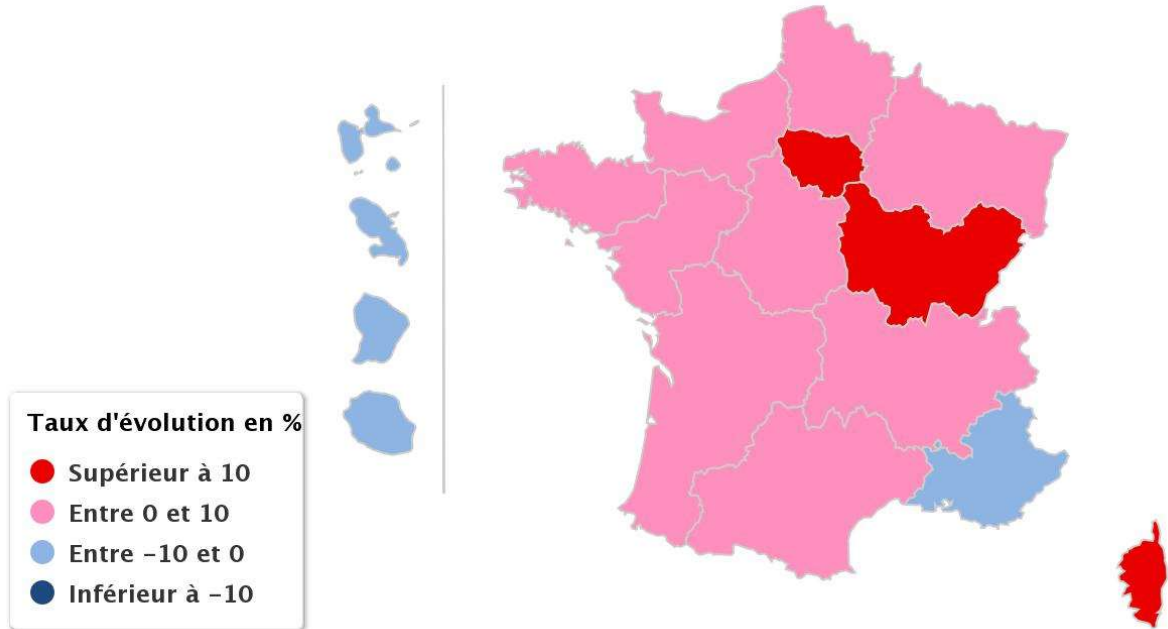 Taux d'évolution en %
Supérieur à 10
Entre 0 et 10
Entre -10 et 0
Inférieur à -10